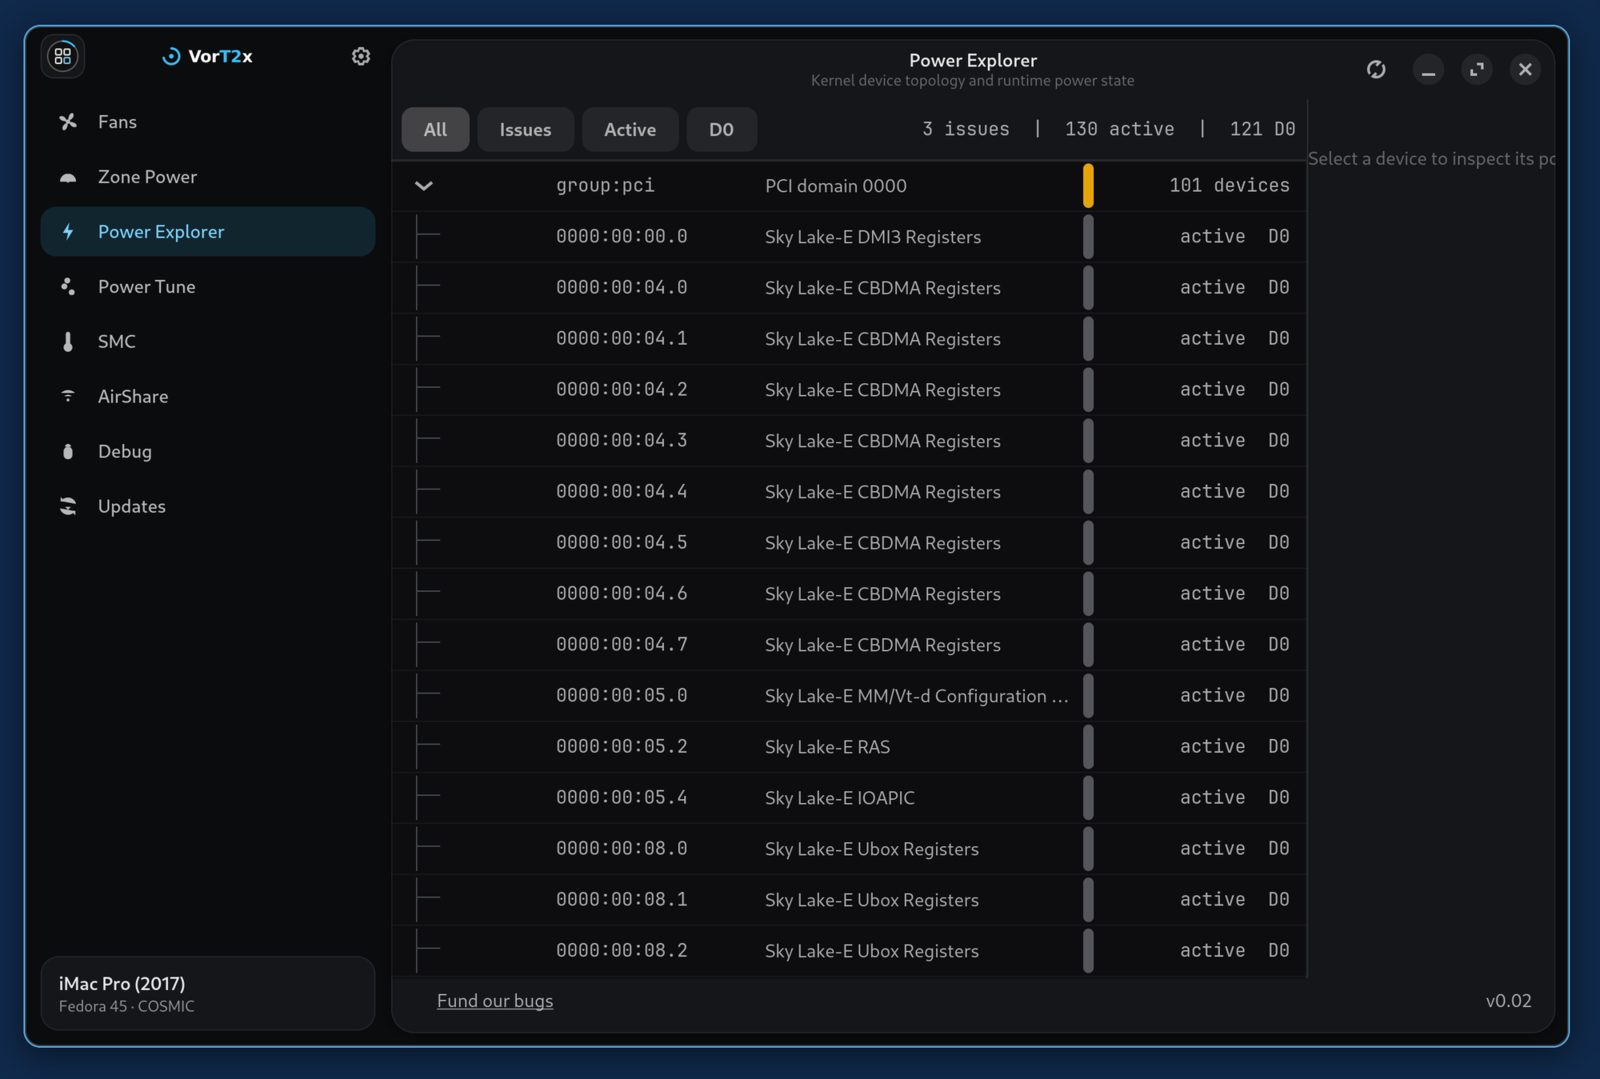 VorT2x
Fans
Zone Power
Power Explorer
Power Tune
SMC
AirShare
Debug
Updates
iMac Pro (2017)
Fedora 45 · COSMIC
Power Explorer
Kernel device topology and runtime power state
All Issues Active D0 3 issues | 130 active | 121 D0
Select a device to inspect its po
group:pci PCI domain 0000 101 devices
0000:00:00.0 Sky Lake-E DMI3 Registers active D0
0000:00:04.0 Sky Lake-E CBDMA Registers active D0
0000:00:04.1 Sky Lake-E CBDMA Registers active D0
0000:00:04.2 Sky Lake-E CBDMA Registers active D0
0000:00:04.3 Sky Lake-E CBDMA Registers active D0
0000:00:04.4 Sky Lake-E CBDMA Registers active D0
0000:00:04.5 Sky Lake-E CBDMA Registers active D0
0000:00:04.6 Sky Lake-E CBDMA Registers active D0
0000:00:04.7 Sky Lake-E CBDMA Registers active D0
0000:00:05.0 Sky Lake-E MM/Vt-d Configuration ... active D0
0000:00:05.2 Sky Lake-E RAS active D0
0000:00:05.4 Sky Lake-E IOAPIC active D0
0000:00:08.0 Sky Lake-E Ubox Registers active D0
0000:00:08.1 Sky Lake-E Ubox Registers active D0
0000:00:08.2 Sky Lake-E Ubox Registers active D0
Fund our bugs
v0.02